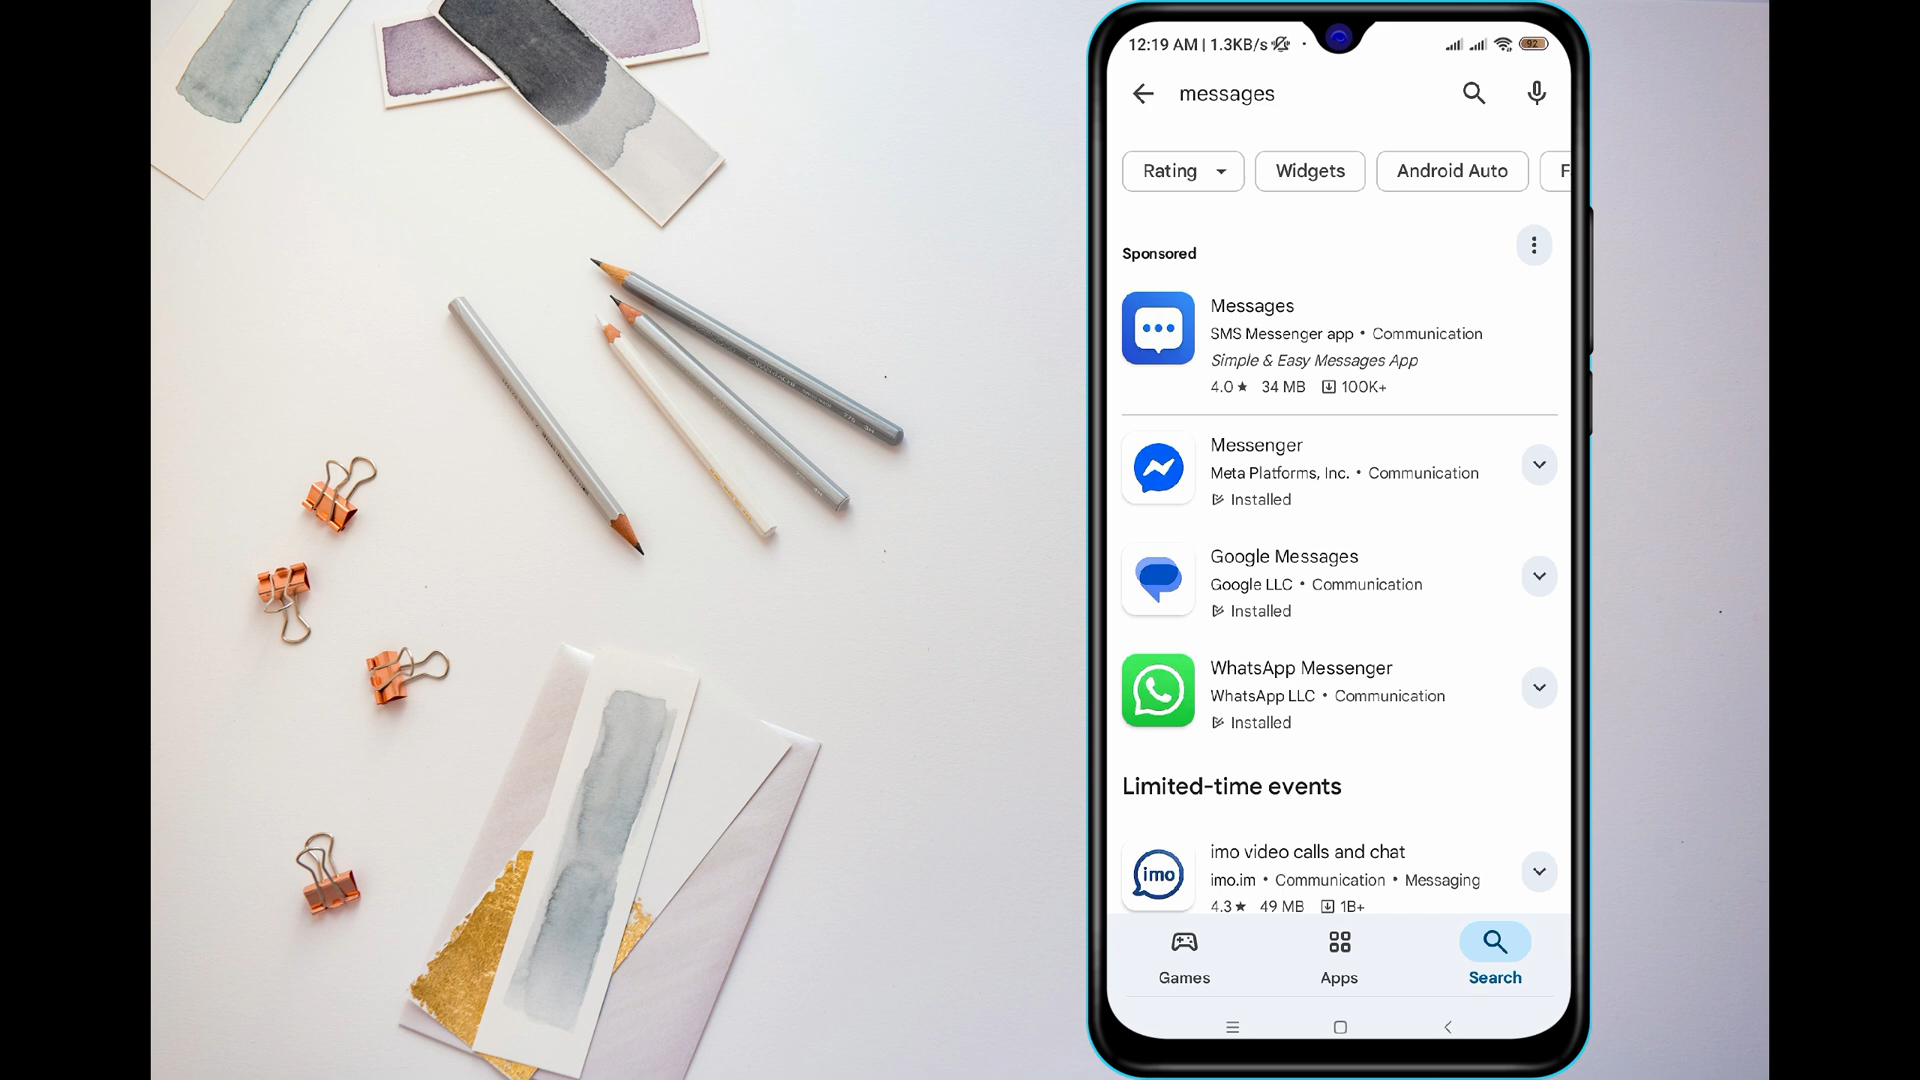 12:19 AM | 1.3KB/s
92
messages
Rating
Widgets
Android Auto
F
Sponsored
Messages
SMS Messenger app • Communication
Simple & Easy Messages App
4.0★ 34 MB 100K+
Messenger
Meta Platforms, Inc. • Communication
Installed
Google Messages
Google LLC • Communication
Installed
WhatsApp Messenger
WhatsApp LLC • Communication
Installed
Limited-time events
imo
imo video calls and chat
imo.im • Communication • Messaging
4.3★ 49 MB 1B+
Games
Apps
Search